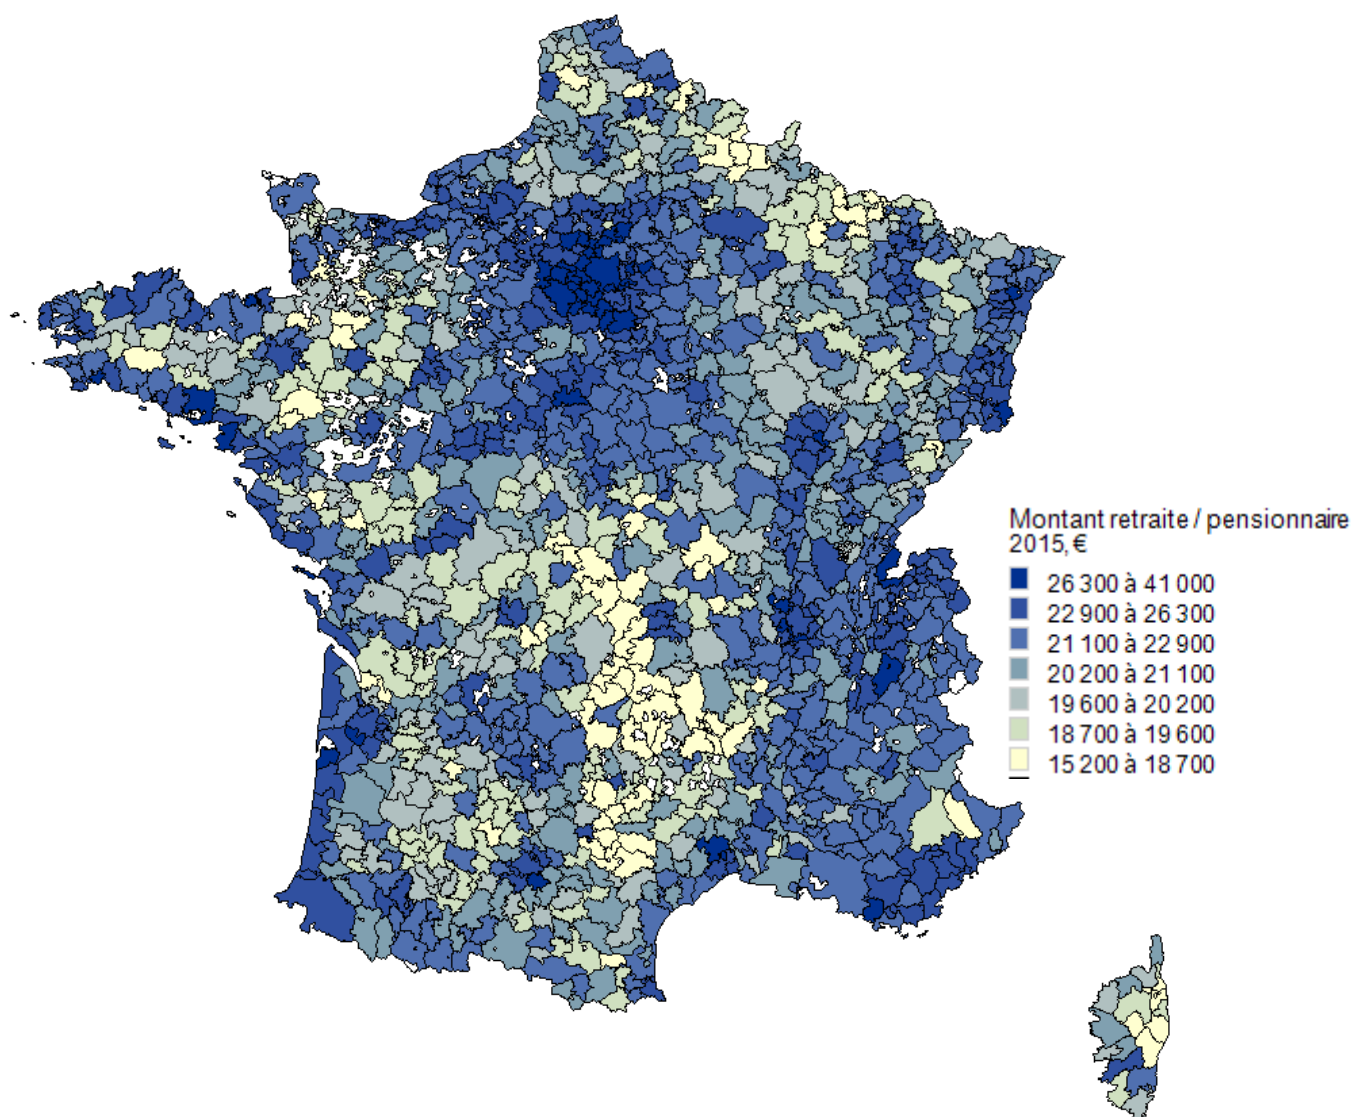 Montant retraite / pensionnaire
2015, €
26 300 à 41 000
22 900 à 26 300
21 100 à 22 900
20 200 à 21 100
19 600 à 20 200
18 700 à 19 600
15 200 à 18 700